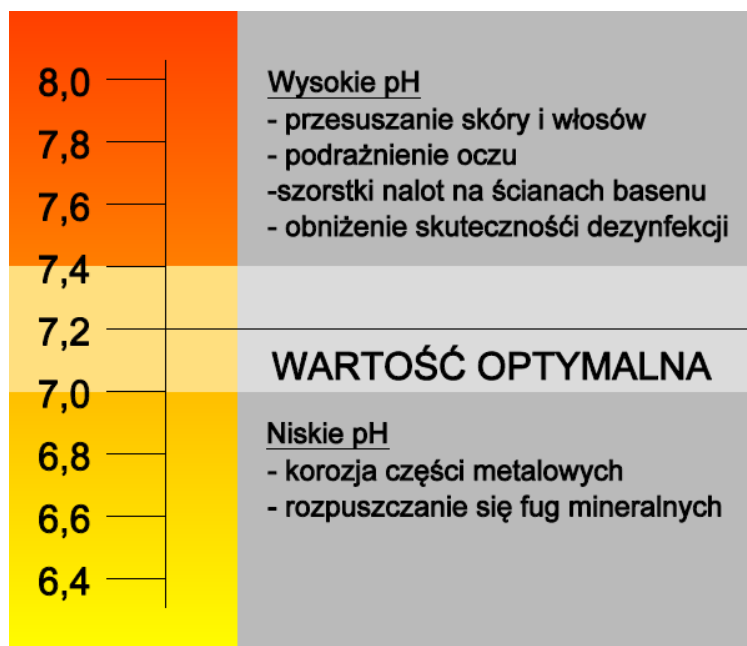 8,0
7,8
7,6
7,4
7,2
7,0
6,8
6,6
6,4
Wysokie pH
- przesuszanie skóry i włosów
- podrażnienie oczu
-szorstki nalot na ścianach basenu
- obniżenie skutecznośći dezynfekcji
WARTOŚĆ OPTYMALNA
Niskie pH
- korozja części metalowych
- rozpuszczanie się fug mineralnych